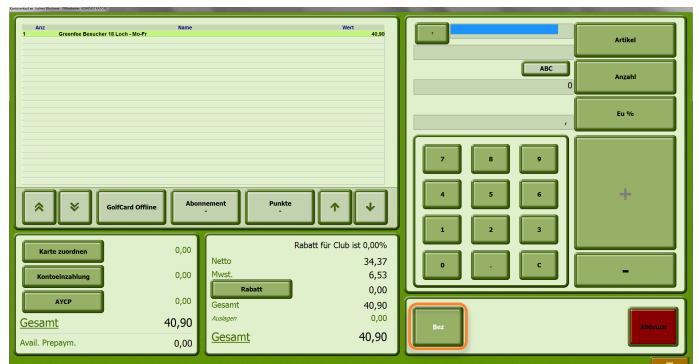 Anz Name Wert
1 Greenfee Besucher 18 Loch - Mo-Fr 40,90
GolfCard Offline
Abonnement
-
Punkte
-
Karte zuordnen 0,00
Kontoeinzahlung 0,00
AYCP 0,00
Gesamt 40,90
Avail. Prepaym. 0,00
Rabatt für Club ist 0,00%
Netto 34,37
Mwst. 6,53
Rabatt 0,00
Gesamt 40,90
Auslagen 0,00
Gesamt 40,90
,
Artikel
ABC
Anzahl
0
Eu %
,
7 8 9
4 5 6
+
1 2 3
0 . C
-
Bez
Abbruch